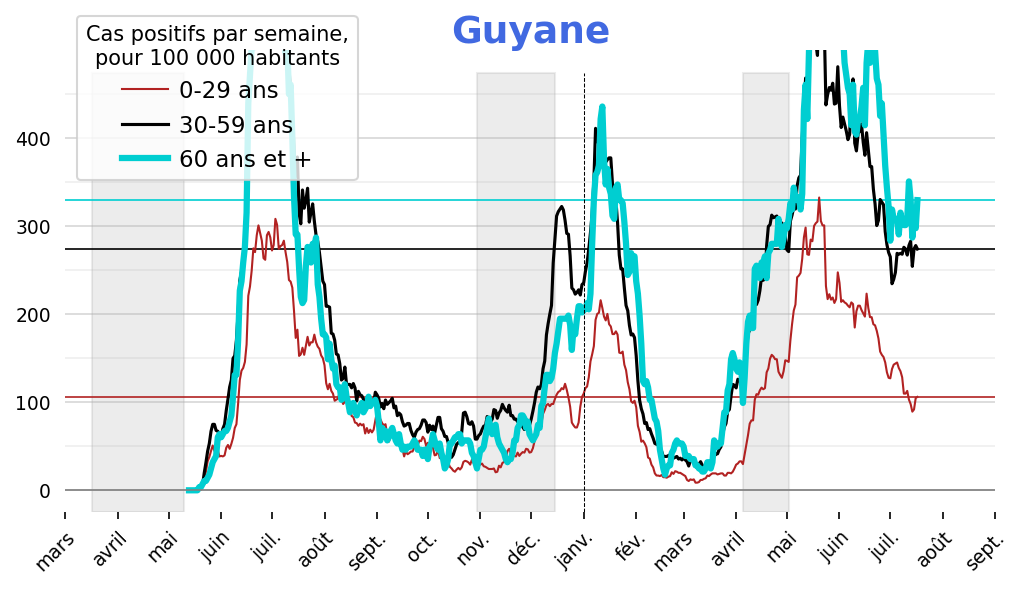 Guyane
Cas positifs par semaine,
pour 100 000 habitants
0-29 ans
30-59 ans
60 ans et +
400
300
200
100
0
mars
avril
mai
juin
juil.
août
sept.
oct.
nov.
déc.
janv.
fév.
mars
avril
mai
juin
juil.
août
sept.